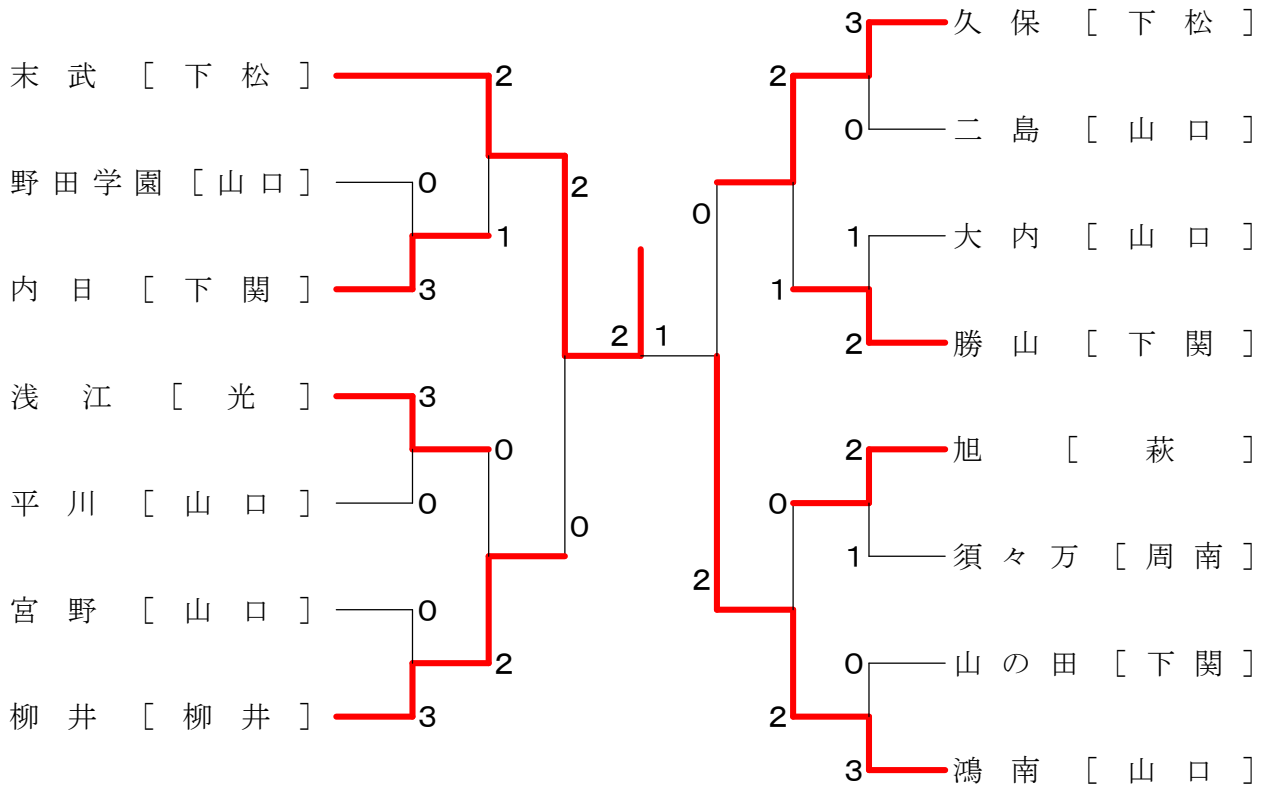 末武 [ 下松 ]
野田学園 [ 山口 ]
内日 [ 下関 ]
浅江 [ 光 ]
平川 [ 山口 ]
宮野 [ 山口 ]
柳井 [ 柳井 ]
2
0
1
3
3
0
0
0
2
3
2
0
2 1
0
2
2
1
0
2
3
0
1
2
2
1
0
3
久保 [ 下松 ]
二島 [ 山口 ]
大内 [ 山口 ]
勝山 [ 下関 ]
旭 [ 萩 ]
須々万 [ 周南 ]
山の田 [ 下関 ]
鴻南 [ 山口 ]